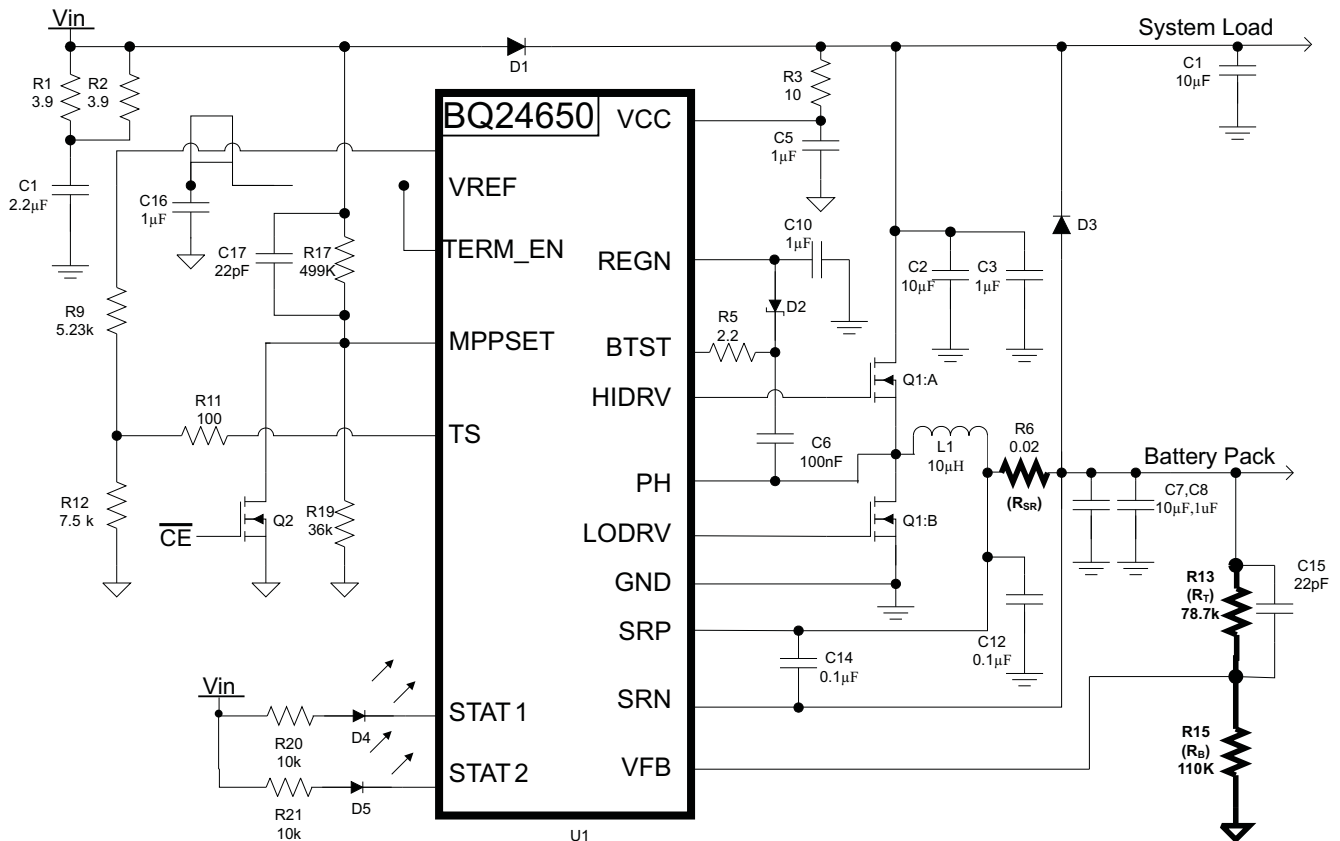 Vin
System Load
D1
R1
3.9
R2
3.9
R3
10
C1
10µF
BQ24650
VCC
C5
1µF
C1
2.2µF
C16
1µF
VREF
C17
22pF
R17
499K
TERM_EN
C10
1µF
REGN
D3
C2
10µF
C3
1µF
D2
R9
5.23k
R5
2.2
MPPSET
BTST
Q1:A
HIDRV
R11
100
TS
R6
0.02
(RSR)
L1
10µH
C6
100nF
Battery Pack
PH
R12
7.5 k
CE
Q2
R19
36k
C7,C8
10µF,1uF
LODRV
Q1:B
GND
R13
(RT)
78.7k
C15
22pF
SRP
C14
0.1µF
C12
0.1µF
Vin
SRN
STAT1
R20
10k
D4
R15
(RB)
110K
STAT2
VFB
R21
10k
D5
U1